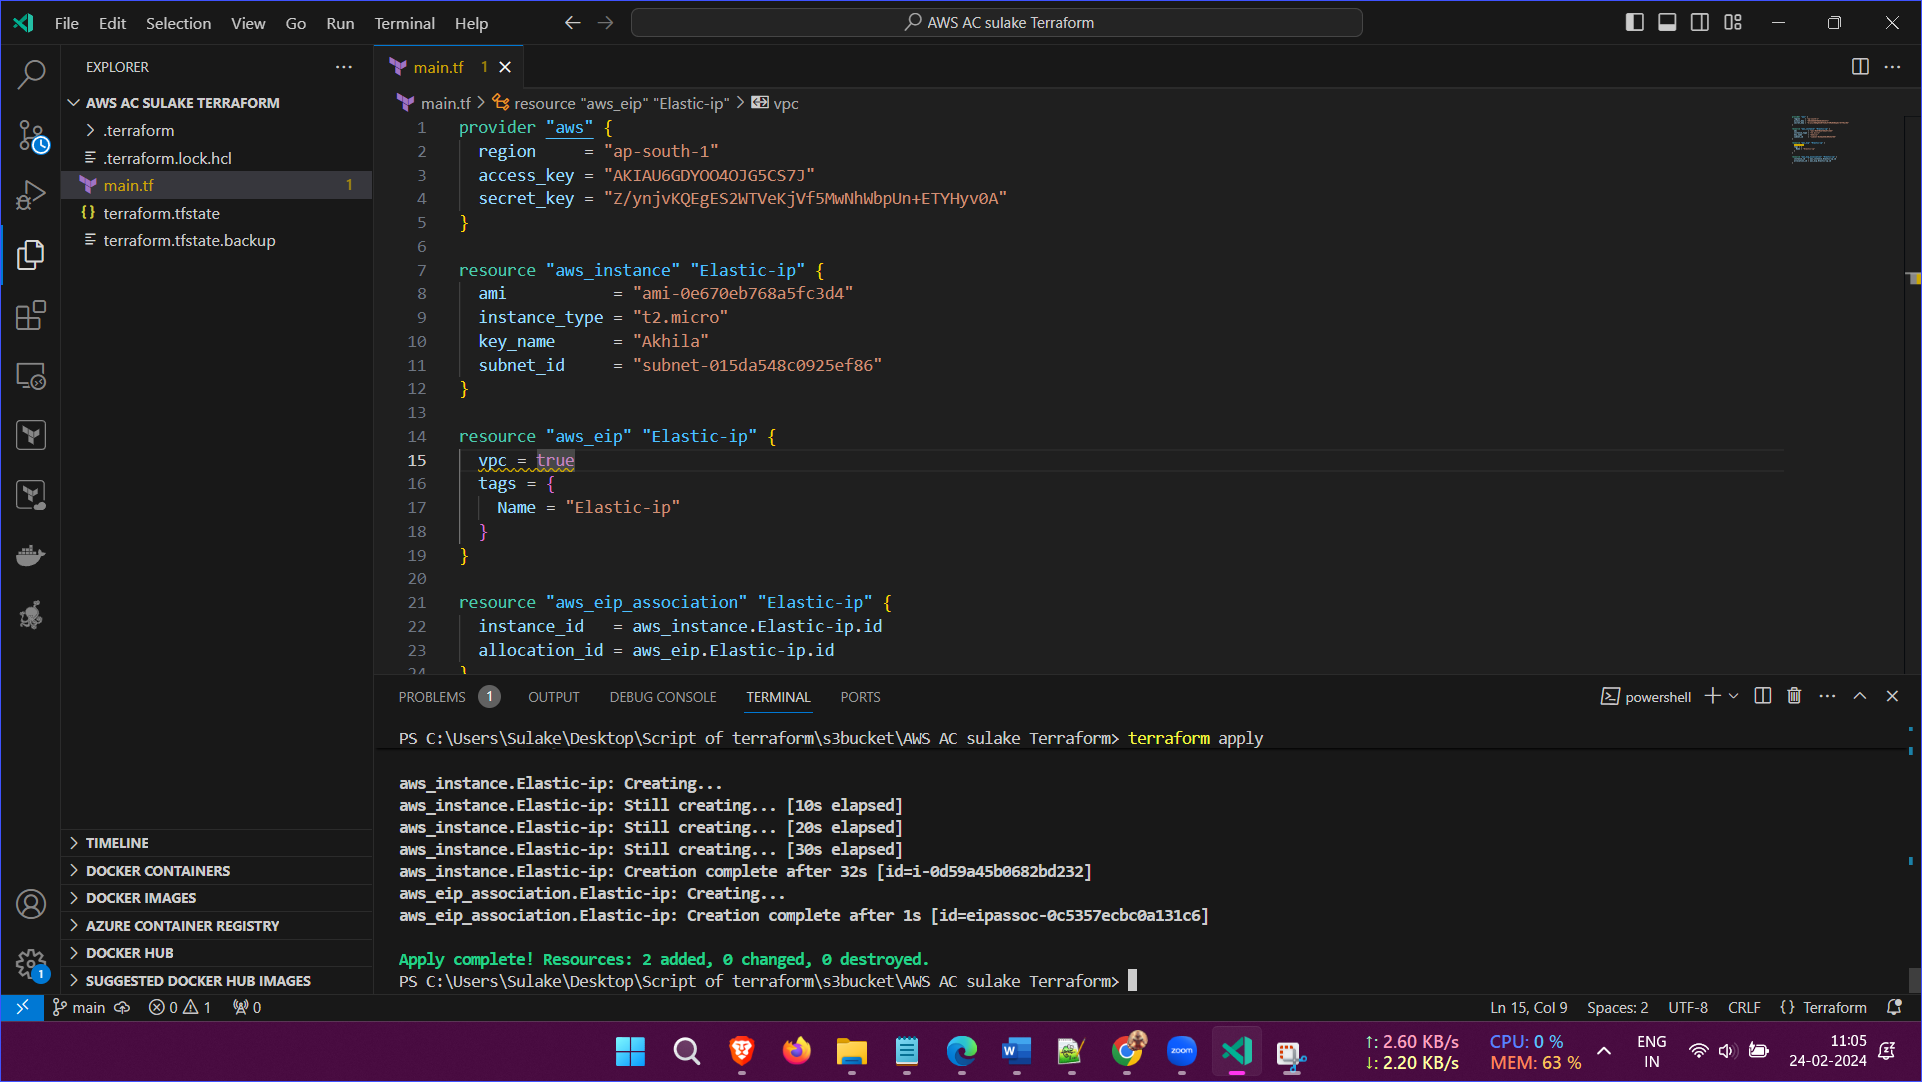 File Edit Selection View Go Run Terminal Help
AWS AC sulake Terraform
EXPLORER
AWS AC SULAKE TERRAFORM
.terraform
.terraform.lock.hcl
main.tf 1
terraform.tfstate
terraform.tfstate.backup
TIMELINE
DOCKER CONTAINERS
DOCKER IMAGES
AZURE CONTAINER REGISTRY
DOCKER HUB
SUGGESTED DOCKER HUB IMAGES
1
main.tf 1
main.tf > resource "aws_eip" "Elastic-ip" > vpc
1 provider "aws" {
2 region = "ap-south-1"
3 access_key = "AKIAU6GDYOO4OJG5CS7J"
4 secret_key = "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"
5 }
6
7 resource "aws_instance" "Elastic-ip" {
8 ami = "ami-0e670eb768a5fc3d4"
9 instance_type = "t2.micro"
10 key_name = "Akhila"
11 subnet_id = "subnet-015da548c0925ef86"
12 }
13
14 resource "aws_eip" "Elastic-ip" {
15 vpc = true
16 tags = {
17 Name = "Elastic-ip"
18 }
19 }
20
21 resource "aws_eip_association" "Elastic-ip" {
22 instance_id = aws_instance.Elastic-ip.id
23 allocation_id = aws_eip.Elastic-ip.id
24 }
PROBLEMS 1 OUTPUT DEBUG CONSOLE TERMINAL PORTS
powershell
PS C:\Users\Sulake\Desktop\Script of terraform\s3bucket\AWS AC sulake Terraform> terraform apply
aws_instance.Elastic-ip: Creating...
aws_instance.Elastic-ip: Still creating... [10s elapsed]
aws_instance.Elastic-ip: Still creating... [20s elapsed]
aws_instance.Elastic-ip: Still creating... [30s elapsed]
aws_instance.Elastic-ip: Creation complete after 32s [id=i-0d59a45b0682bd232]
aws_eip_association.Elastic-ip: Creating...
aws_eip_association.Elastic-ip: Creation complete after 1s [id=eipassoc-0c5357ecbc0a131c6]
Apply complete! Resources: 2 added, 0 changed, 0 destroyed.
PS C:\Users\Sulake\Desktop\Script of terraform\s3bucket\AWS AC sulake Terraform>
main 0 1 0
Ln 15, Col 9 Spaces: 2 UTF-8 CRLF {} Terraform
zoom
↑: 2.60 KB/s
↓: 2.20 KB/s
CPU: 0 %
MEM: 63 %
ENG
IN
11:05
24-02-2024